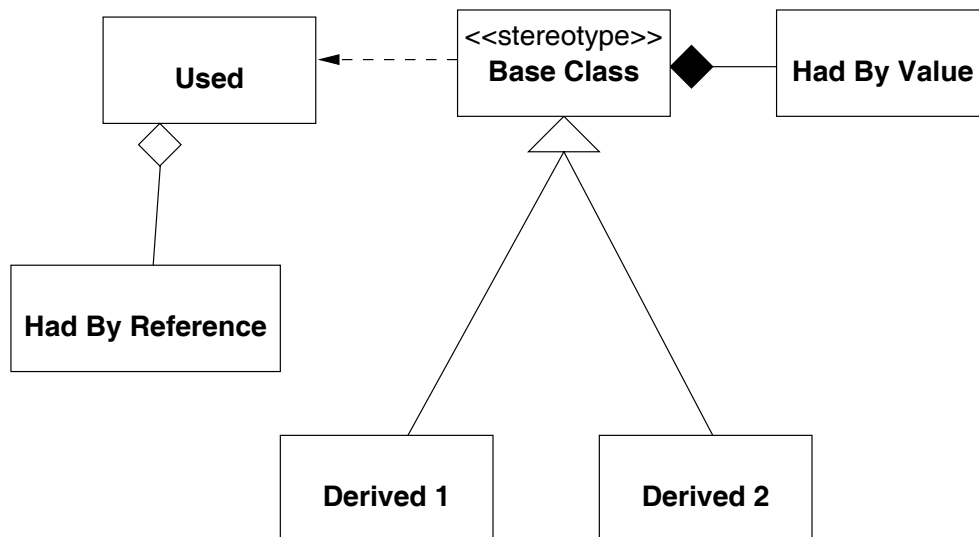 Used
<<stereotype>>
Base Class
Had By Value
Had By Reference
Derived 1
Derived 2